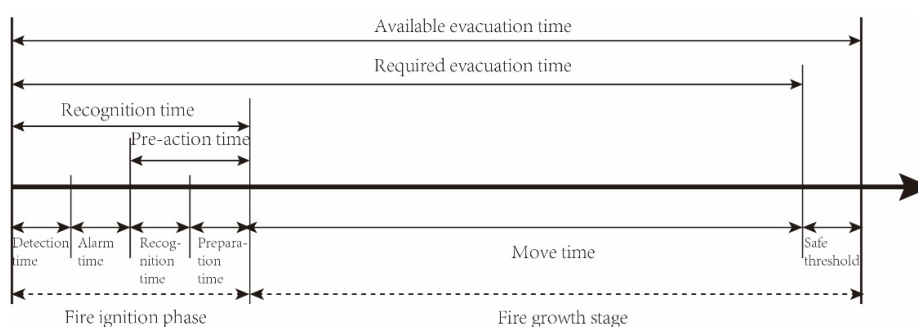 Available evacuation time
Required evacuation time
Recognition time
Pre-action time
Detection
time
Alarm
time
Recog-
nition
time
Prepara-
tion
time
Move time
Safe
threshold
Fire ignition phase
Fire growth stage